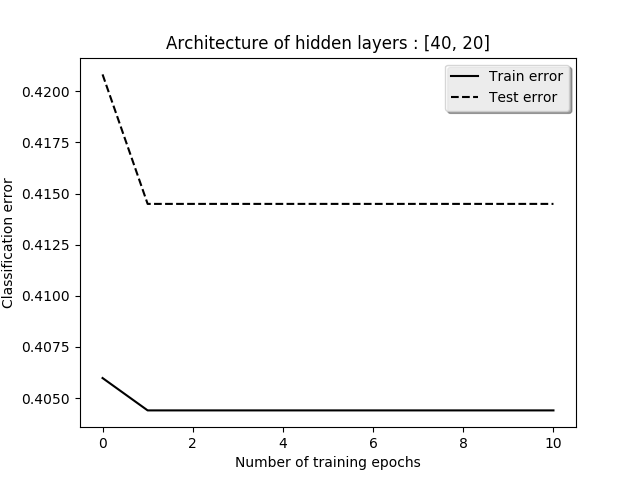 Architecture of hidden layers : [40, 20]
Train error
Test error
0.4200
0.4175
0.4150
0.4125
0.4100
0.4075
0.4050
Classification error
0 2 4 6 8 10
Number of training epochs